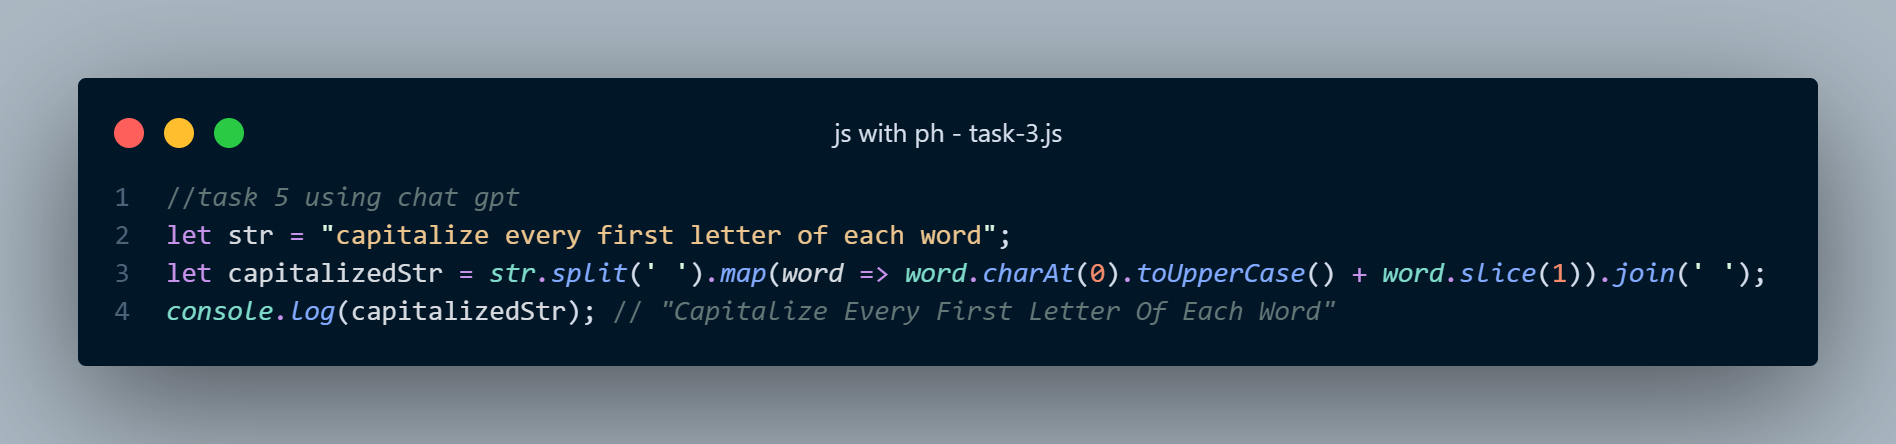 js with ph - task-3.js
1 //task 5 using chat gpt
2 let str = "capitalize every first letter of each word";
3 let capitalizedStr = str.split(' ').map(word => word.charAt(0).toUpperCase() + word.slice(1)).join(' ');
4 console.log(capitalizedStr); // "Capitalize Every First Letter Of Each Word"